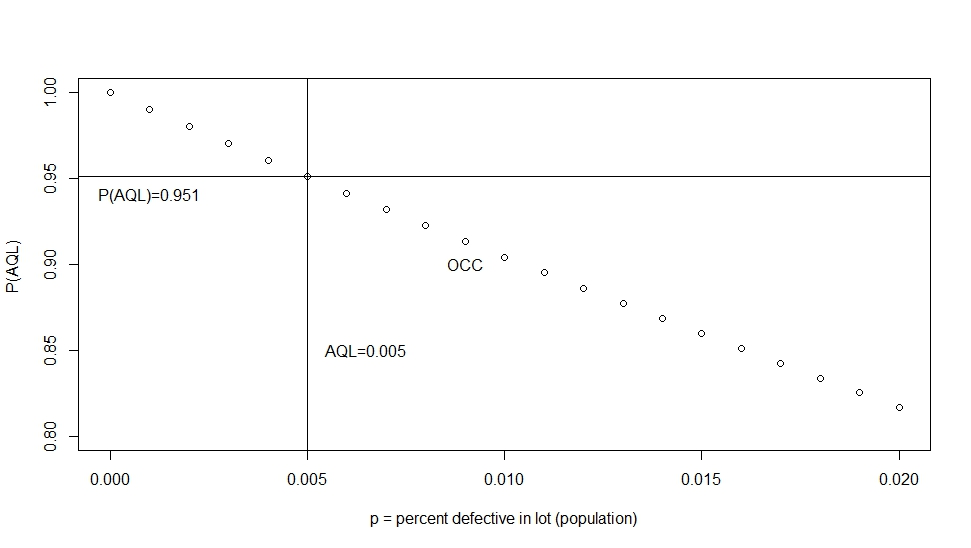 1.00
0.95
0.90
0.85
0.80
P(AQL)
P(AQL)=0.951
OCC
AQL=0.005
0.000 0.005 0.010 0.015 0.020
p = percent defective in lot (population)